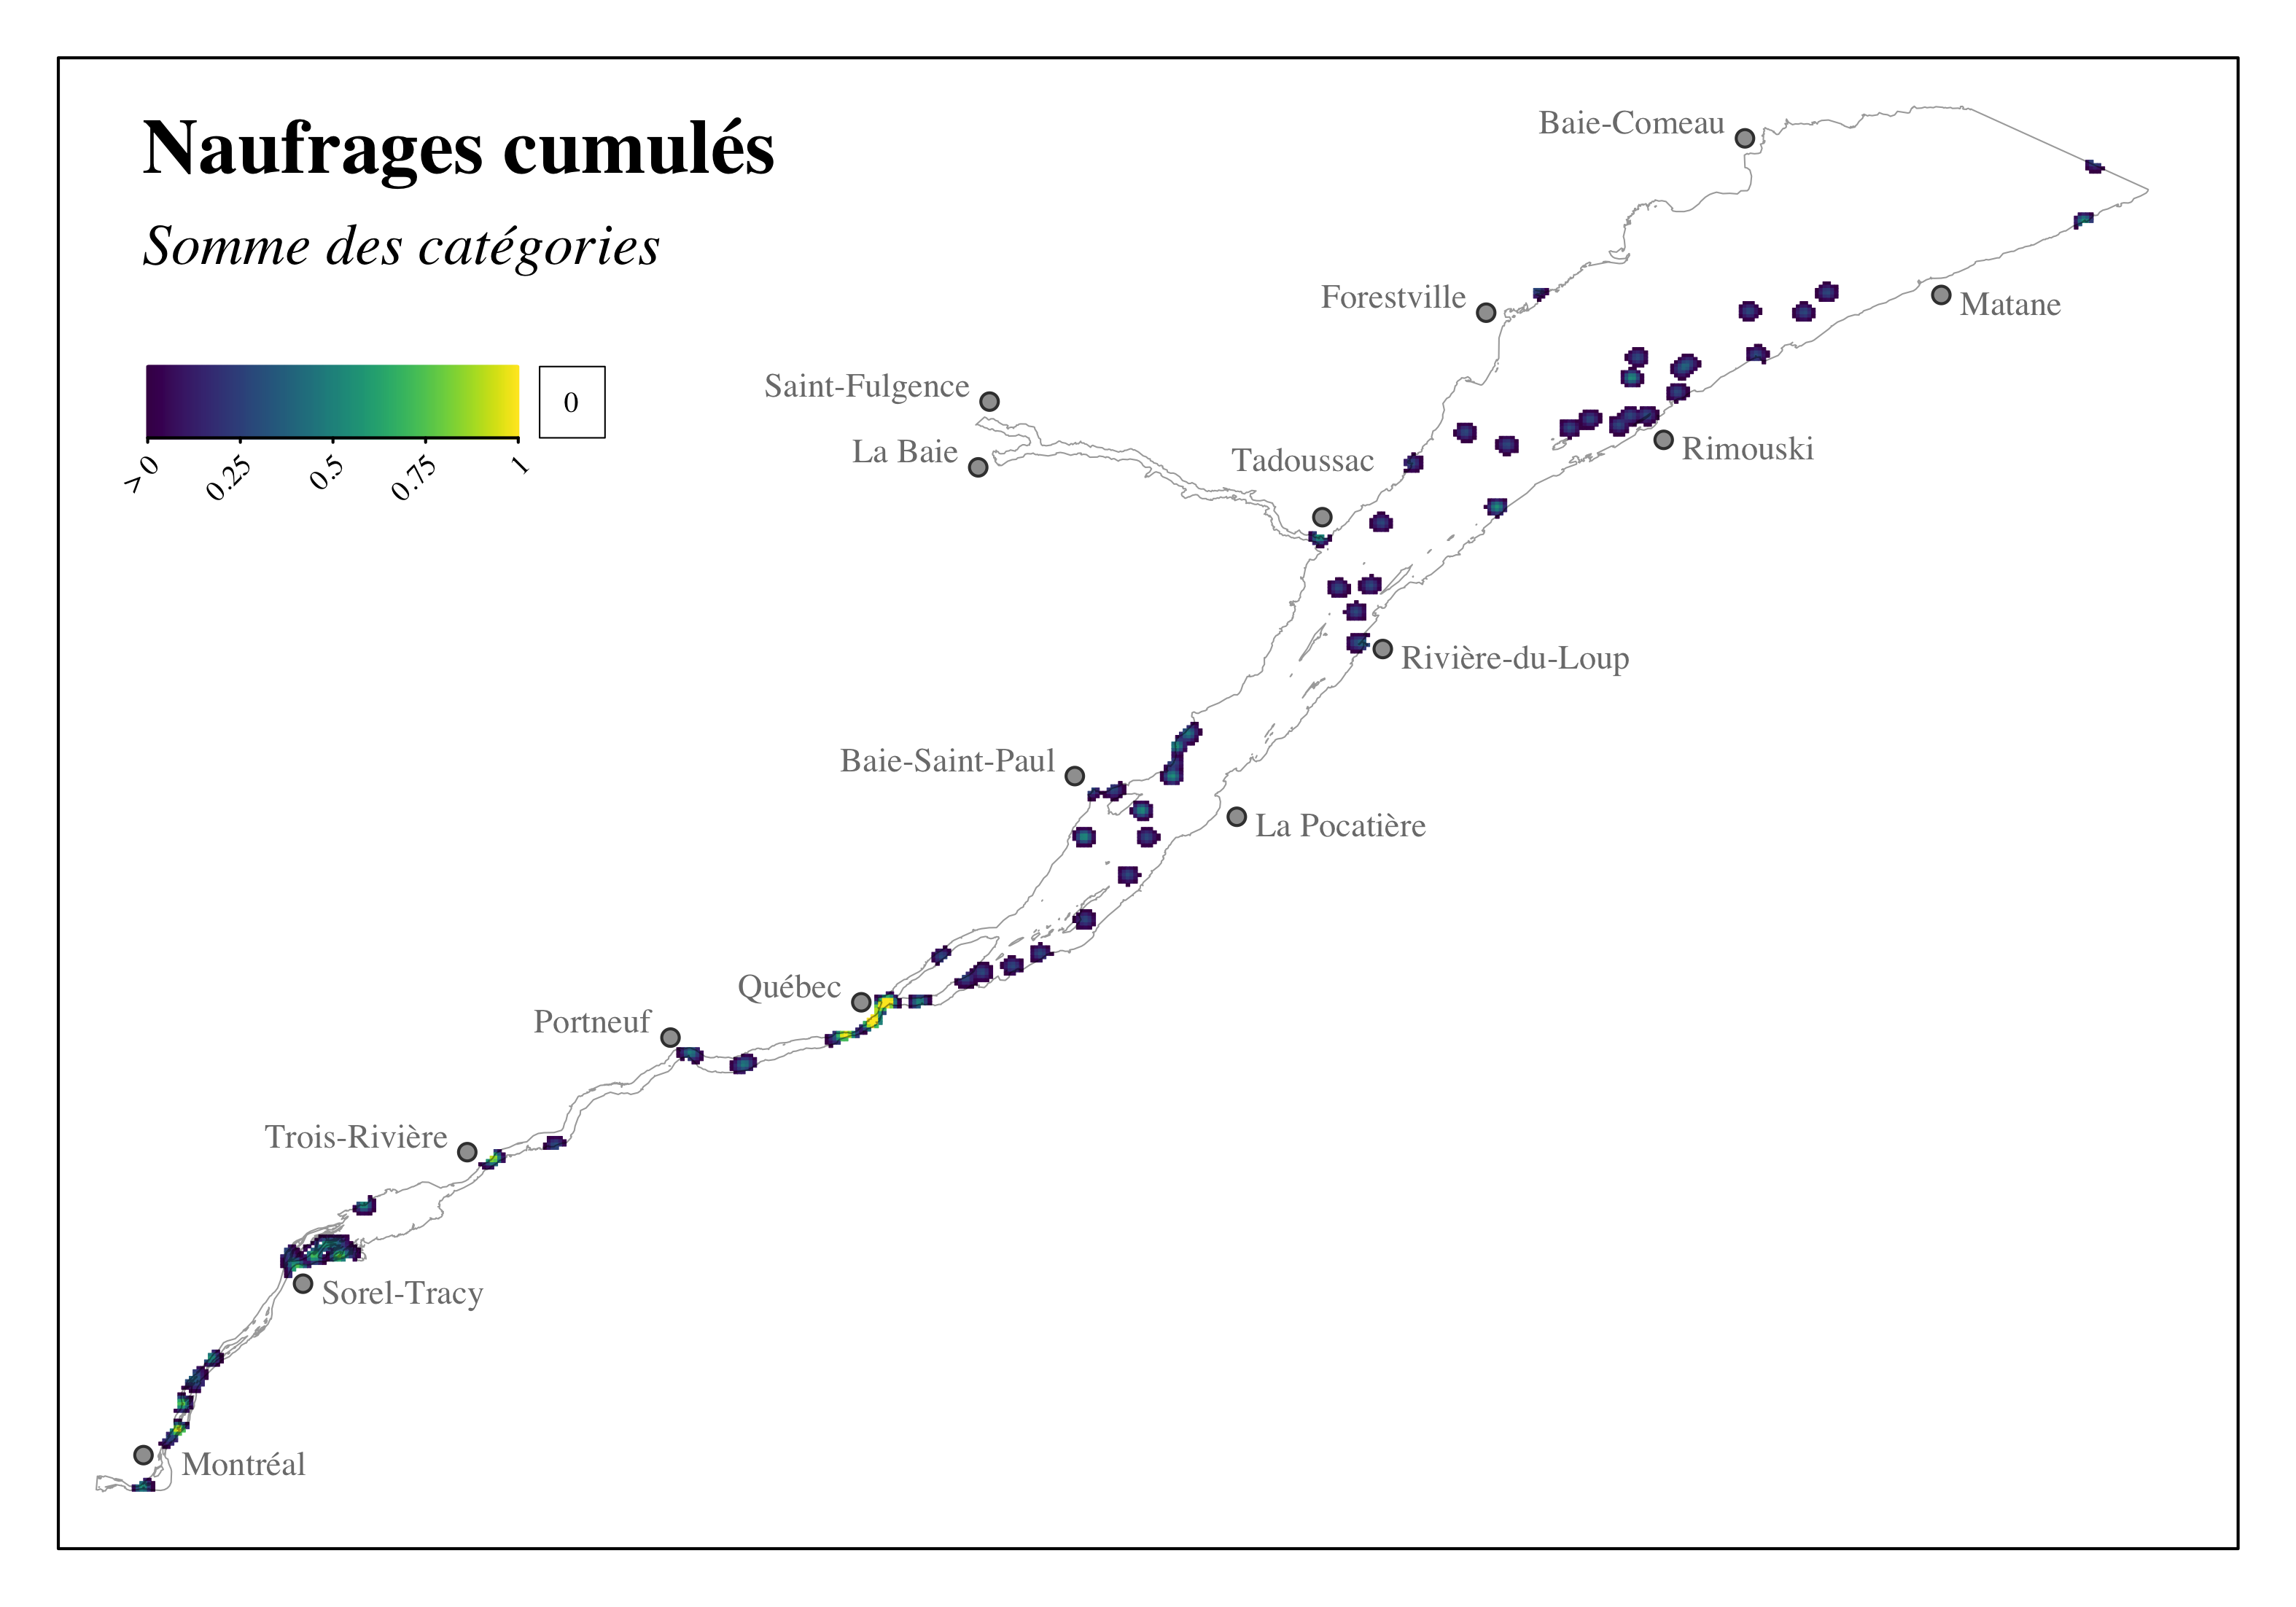 Naufrages cumulés
Somme des catégories
> 0
0.25
0.5
0.75
1
0
Baie-Comeau
Forestville
Matane
Saint-Fulgence
La Baie
Tadoussac
Rimouski
Rivière-du-Loup
Baie-Saint-Paul
La Pocatière
Québec
Portneuf
Trois-Rivière
Sorel-Tracy
Montréal